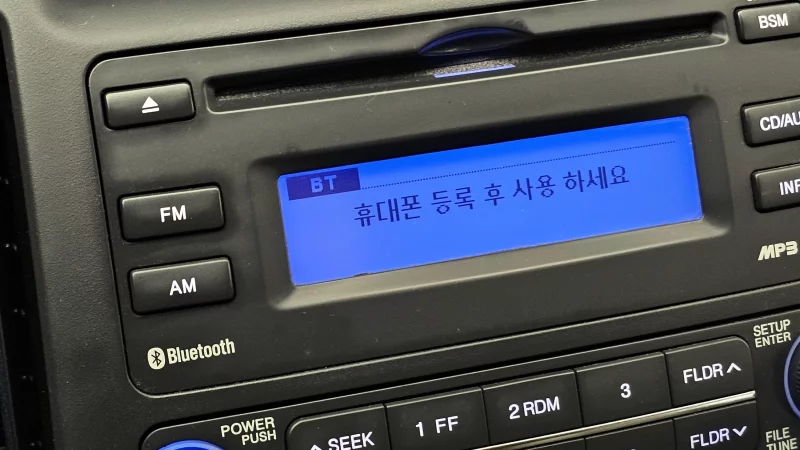 BSM
CD/AU
FM
BT
휴대폰 등록 후 사용 하세요
INF
AM
MP3
Bluetooth
SETUP
ENTER
POWER
PUSH
SEEK
1 FF
2 RDM
3
FLDR
FLDR
FILE
TUNE